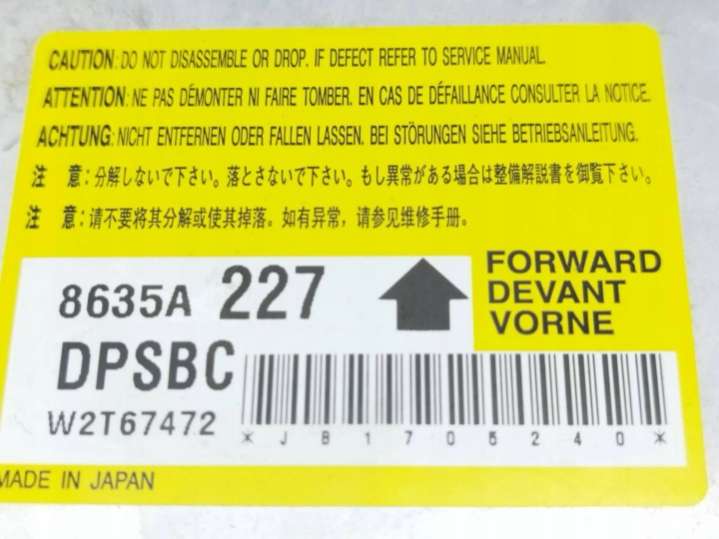 CAUTION: DO NOT DISASSEMBLE OR DROP. IF DEFECT REFER TO SERVICE MANUAL.
ATTENTION: NE PAS DÉMONTER NI FAIRE TOMBER. EN CAS DE DÉFAILLANCE CONSULTER LA NOTICE.
ACHTUNG: NICHT ENTFERNEN ODER FALLEN LASSEN. BEI STÖRUNGEN SIEHE BETRIEBSANLEITUNG.
注 意:分解しないで下さい。落とさないで下さい。もし異常がある場合は整備解説書を御覧下さい。
注 意:请不要将其分解或使其掉落。如有异常,请参见维修手册。
8635A 227
FORWARD
DEVANT
VORNE
DPSBC
W2T67472
*JB1705240*
MADE IN JAPAN